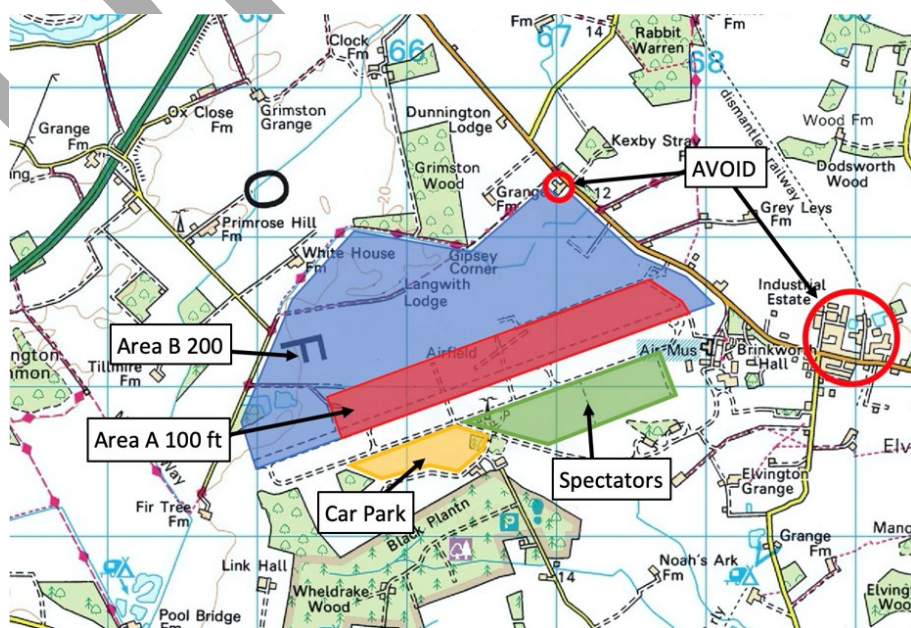 66
67
68
Clock
Fm
Fm
14
Rabbit
Warren
Ox Close
Fm
Grimston
Grange
Grange
Fm
Dunnington
Lodge
Kexby
Wood Fm
dismantled railway
Dodsworth
Wood
AVOID
Grimston
Wood
Grange
Fm
12
Grey Leys
Fm
Primrose Hill
Fm
White House
Fm
Gipsey
Corner
Langwith
Lodge
Industrial
Estate
Area B 200
F
Airfield
Air Mus
Brinkworth
Hall
Tillmire
Fm
Area A 100 ft
Spectators
Car Park
Elvington
Grange
Fir Tree
Fm
Black Plantn
P
Grange
Fm
Link Hall
Noah's Ark
Fm
14
Wheldrake
Wood
Pool Bridge
Fm